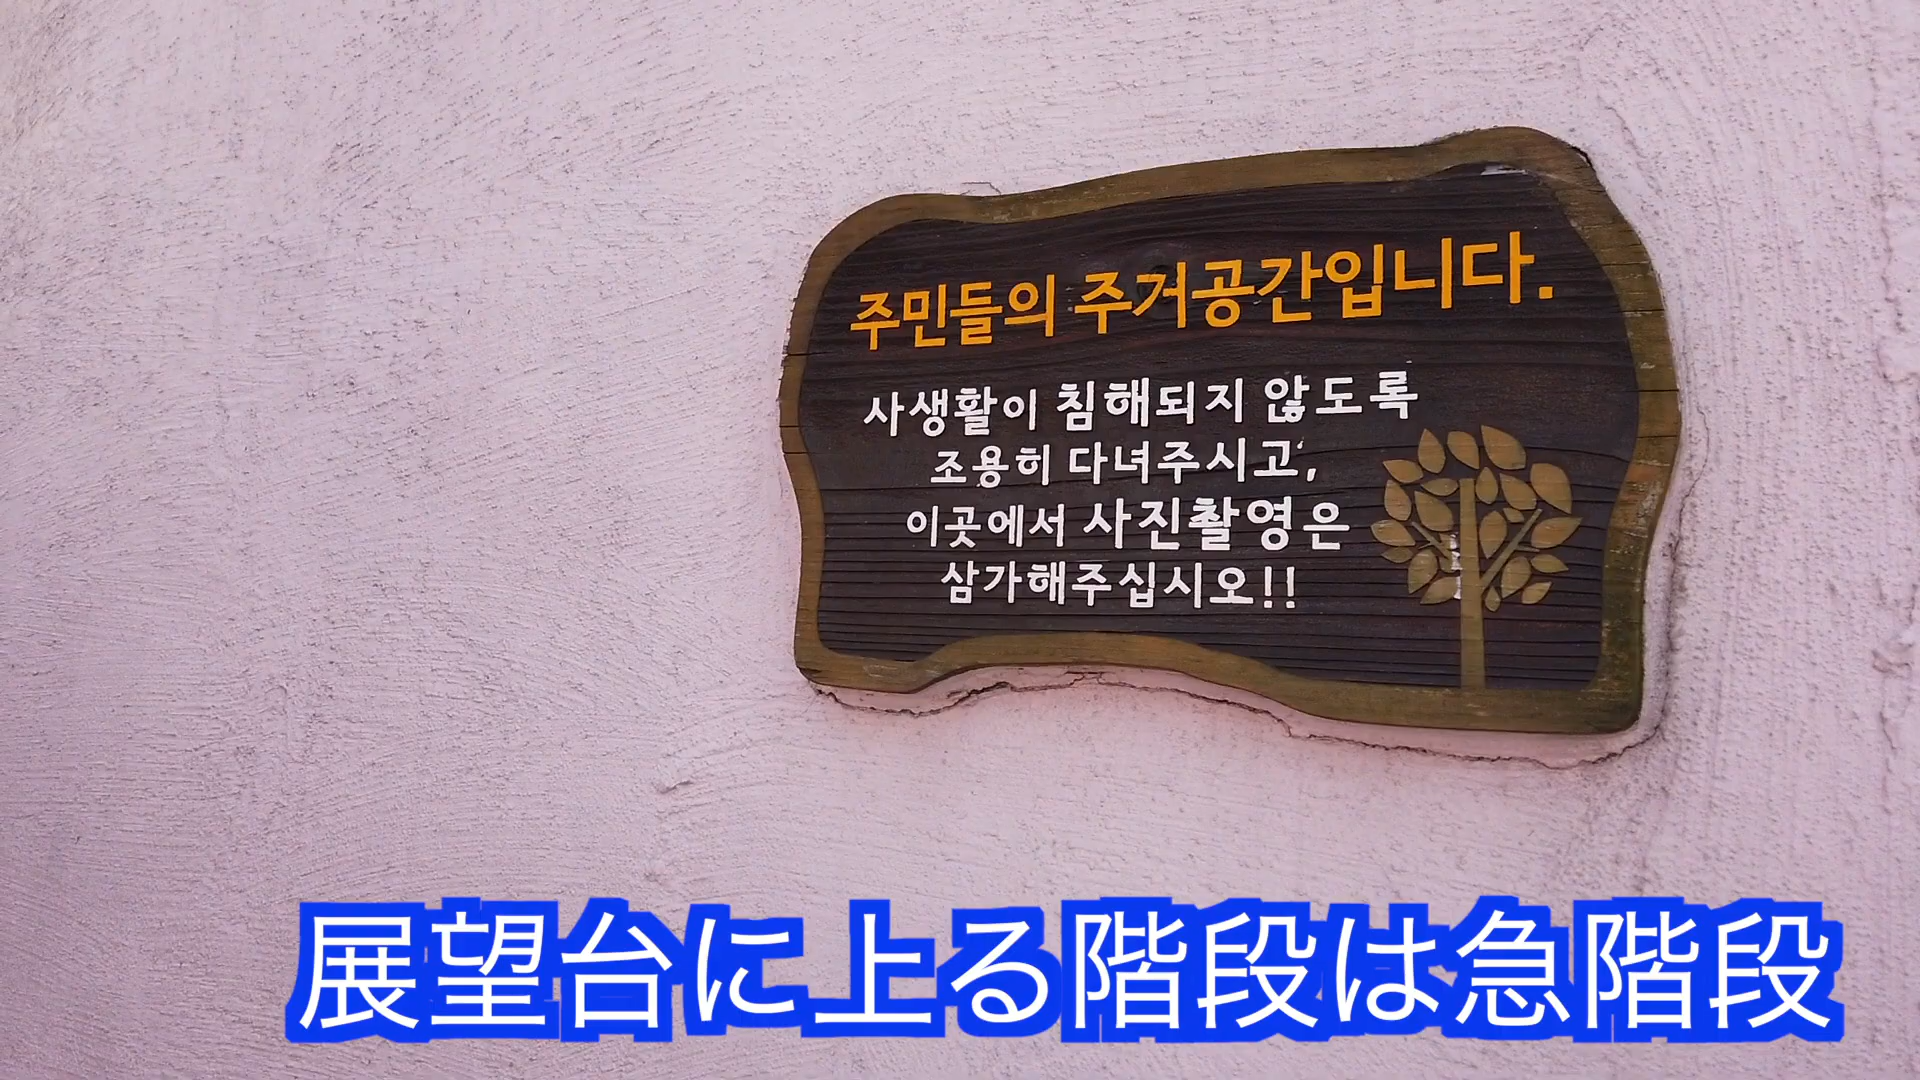 주민들의 주거공간입니다.
사생활이 침해되지 않도록
조용히 다녀주시고,
이곳에서 사진촬영은
삼가해주십시오!!
展望台に上る階段は急階段